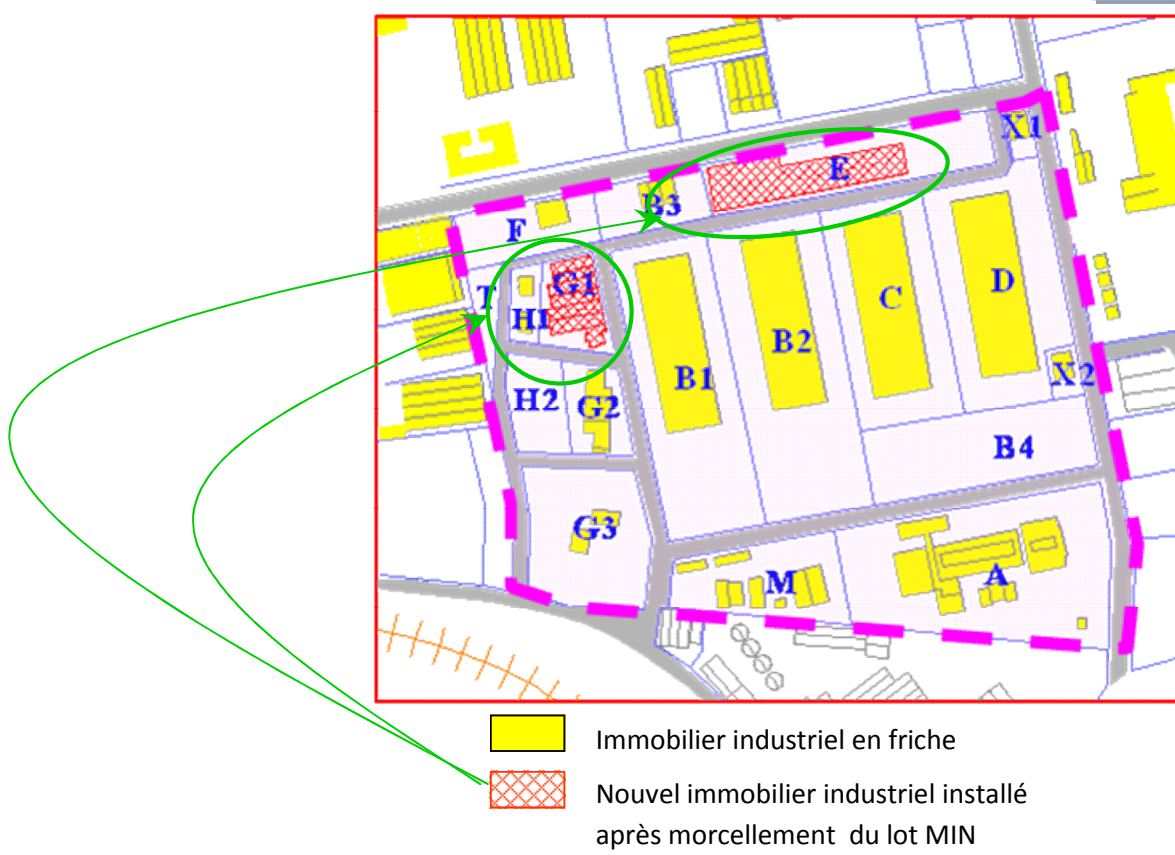 X1
E
B3
F
G1
T
H1
D
C
B2
B1
X2
H2
G2
B4
G3
M
A
Immobilier industriel en friche
Nouvel immobilier industriel installé
après morcellement du lot MIN